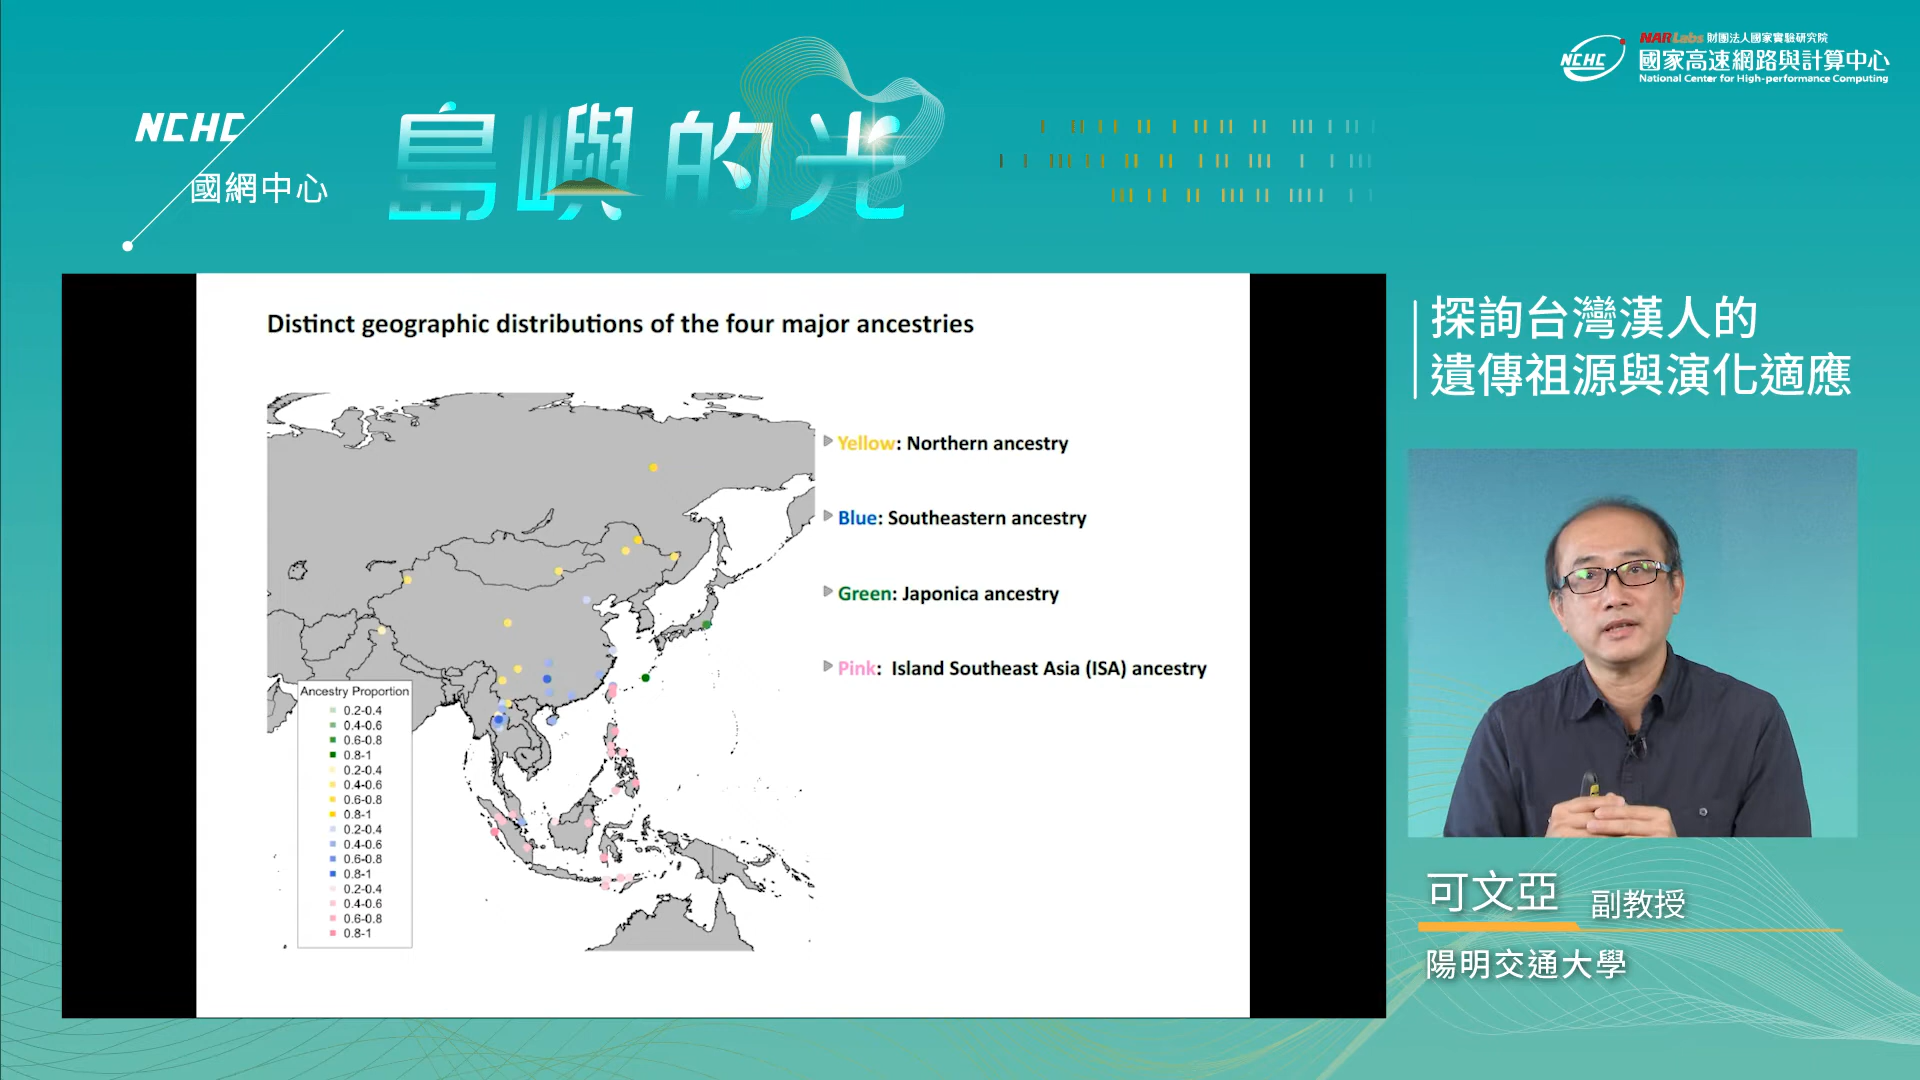 NCHC
國網中心
島嶼的光
NCHC
NARLabs 財團法人國家實驗研究院
國家高速網路與計算中心
National Center for High-performance Computing
Distinct geographic distributions of the four major ancestries
Yellow: Northern ancestry
Blue: Southeastern ancestry
Green: Japonica ancestry
Pink: Island Southeast Asia (ISA) ancestry
Ancestry Proportion
0.2-0.4
0.4-0.6
0.6-0.8
0.8-1
0.2-0.4
0.4-0.6
0.6-0.8
0.8-1
0.2-0.4
0.4-0.6
0.6-0.8
0.8-1
0.2-0.4
0.4-0.6
0.6-0.8
0.8-1
探詢台灣漢人的
遺傳祖源與演化適應
可文亞 副教授
陽明交通大學